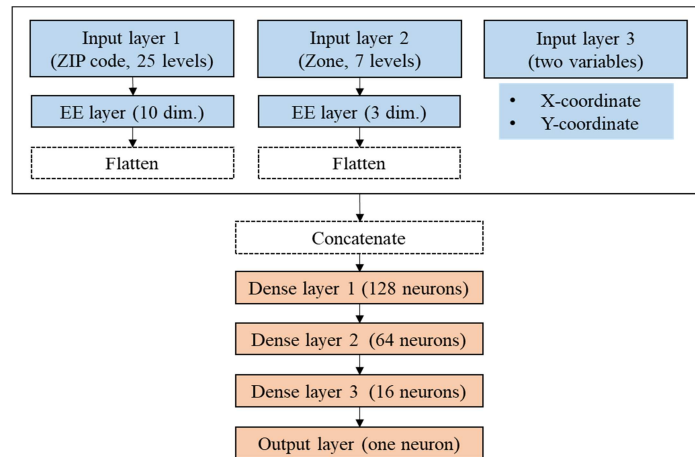 Input layer 1
(ZIP code, 25 levels)
EE layer (10 dim.)
Flatten
Input layer 2
(Zone, 7 levels)
EE layer (3 dim.)
Flatten
Input layer 3
(two variables)
• X-coordinate
• Y-coordinate
Concatenate
Dense layer 1 (128 neurons)
Dense layer 2 (64 neurons)
Dense layer 3 (16 neurons)
Output layer (one neuron)